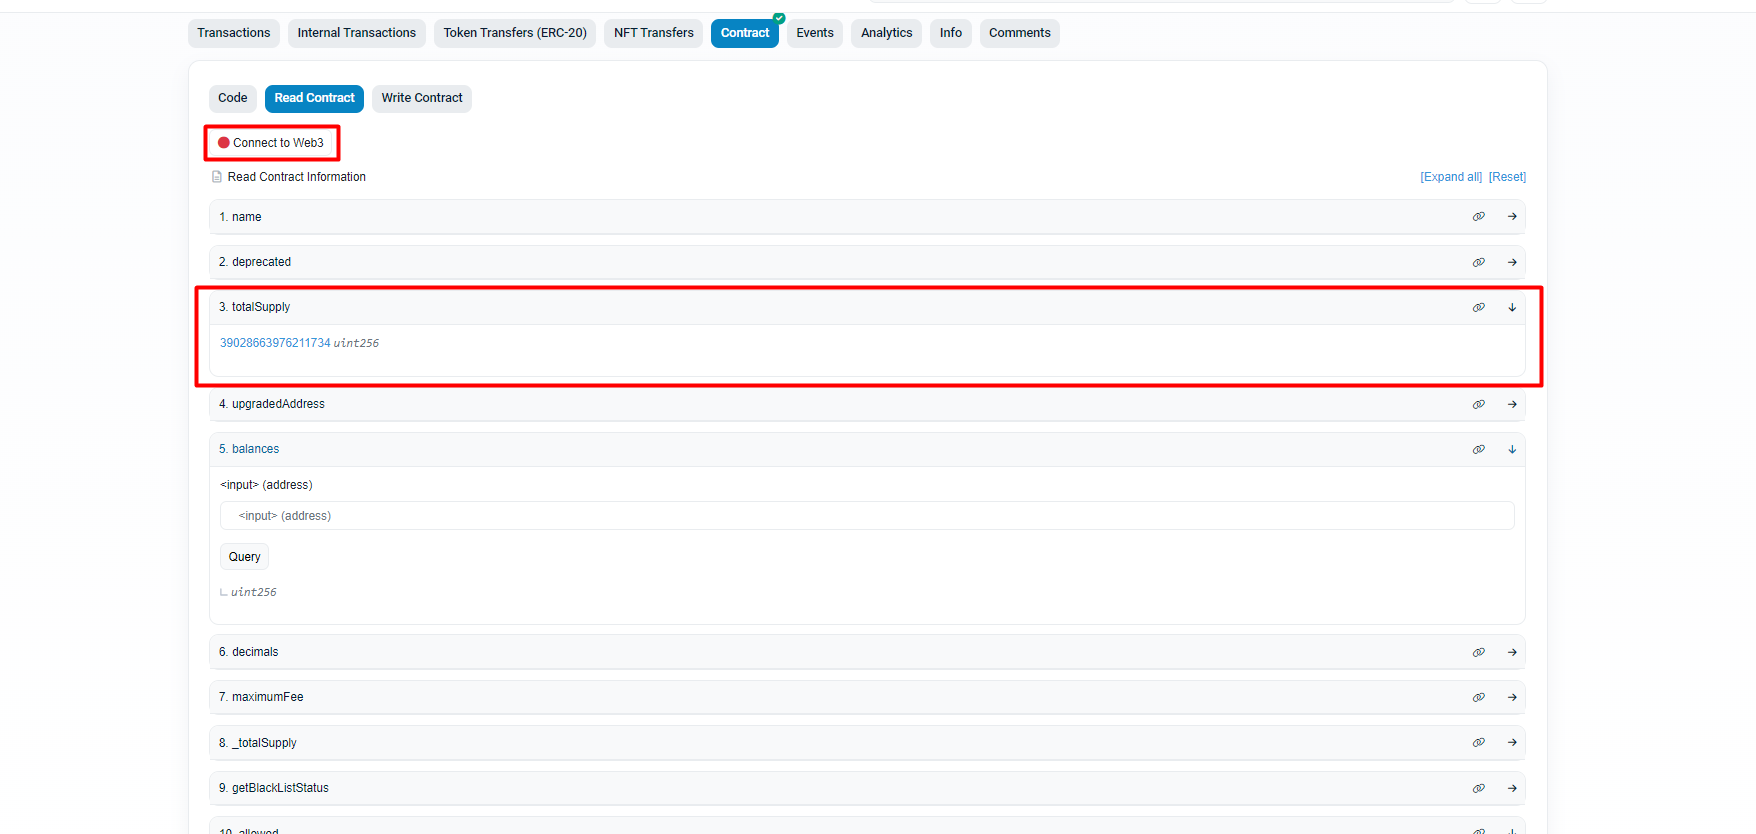 Transactions Internal Transactions Token Transfers (ERC-20) NFT Transfers Contract Events Analytics Info Comments
Code Read Contract Write Contract
Connect to Web3
Read Contract Information [Expand all] [Reset]
1. name
2. deprecated
3. totalSupply
39028663976211734 uint256
4. upgradedAddress
5. balances
<input> (address)
<input> (address)
Query
uint256
6. decimals
7. maximumFee
8. _totalSupply
9. getBlackListStatus
10. allowed